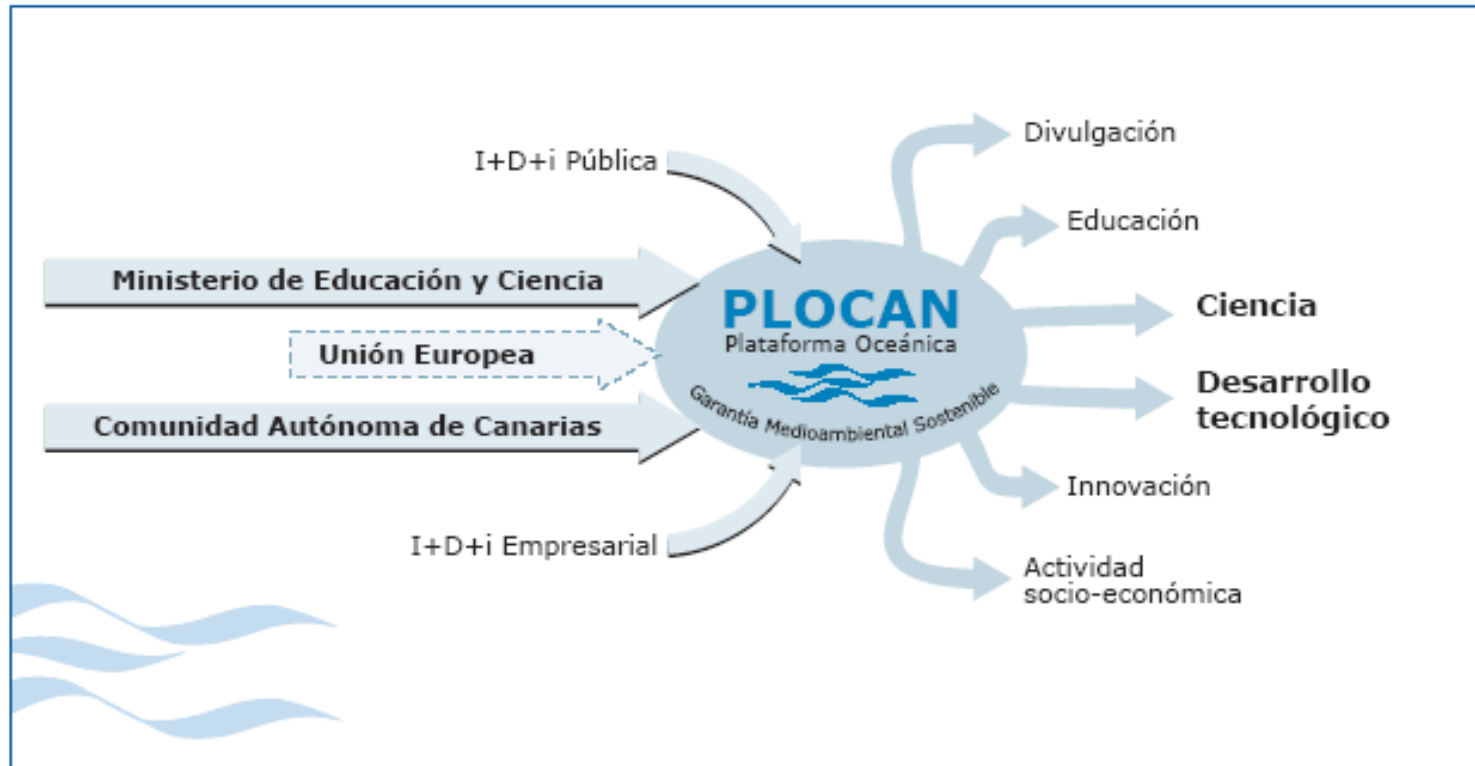 Divulgación
I+D+i Pública
Educación
Ministerio de Educación y Ciencia
PLOCAN
Plataforma Oceánica
Garantía Medioambiental Sostenible
Ciencia
Unión Europea
Desarrollo
tecnológico
Comunidad Autónoma de Canarias
Innovación
I+D+i Empresarial
Actividad
socio-económica